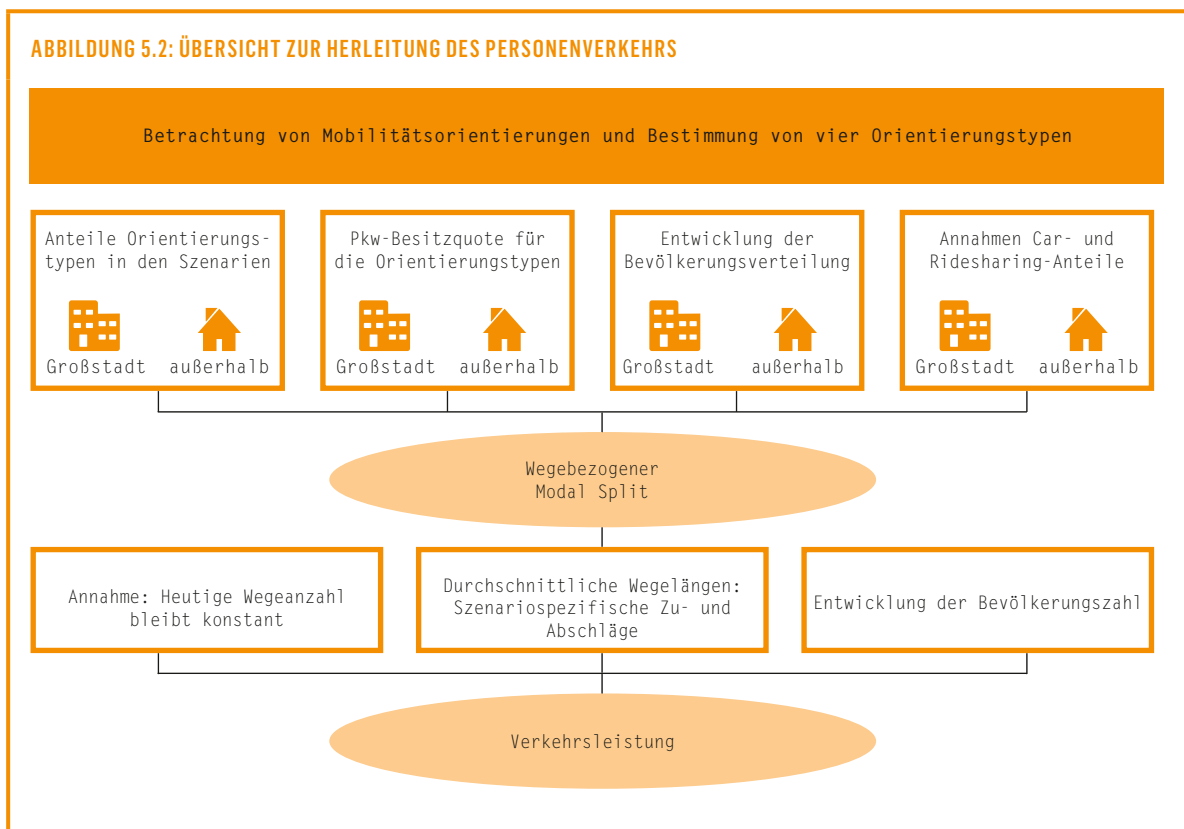 ABBILDUNG 5.2: ÜBERSICHT ZUR HERLEITUNG DES PERSONENVERKEHRS
Betrachtung von Mobilitätsorientierungen und Bestimmung von vier Orientierungstypen
Anteile Orientierungs-
typen in den Szenarien
Großstadt außerhalb
Pkw-Besitzquote für
die Orientierungstypen
Großstadt außerhalb
Entwicklung der
Bevölkerungsverteilung
Großstadt außerhalb
Annahmen Car- und
Ridesharing-Anteile
Großstadt außerhalb
Wegebezogener
Modal Split
Annahme: Heutige Wegeanzahl
bleibt konstant
Durchschnittliche Wegelängen:
Szenariospezifische Zu- und
Abschläge
Entwicklung der Bevölkerungszahl
Verkehrsleistung